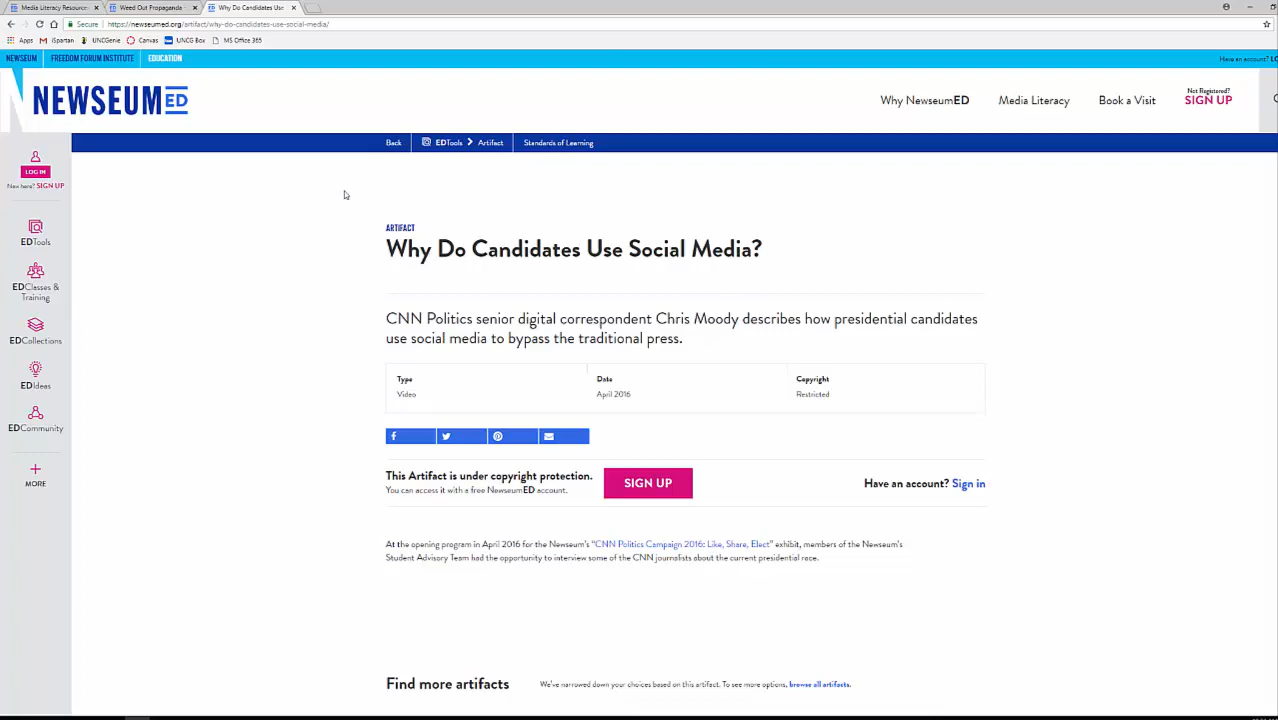 Media Literacy Resource
Weed Out Propaganda
Why Do Candidates Use
Secure
https://newseumed.org/artifact/why-do-candidates-use-social-media/
Apps
iSpartan
UNCGenie
Canvas
UNCG Box
MS Office 365
NEWSEUM
FREEDOM FORUM INSTITUTE
EDUCATION
Have an account?
NEWSEUMED
Why NewseumED
Media Literacy
Book a Visit
Not Registered?
SIGN UP
Back
EDTools
Artifact
Standards of Learning
LOG IN
New here? SIGN UP
EDTools
EDClasses &
Training
EDCollections
EDIdeas
EDCommunity
MORE
ARTIFACT
Why Do Candidates Use Social Media?
CNN Politics senior digital correspondent Chris Moody describes how presidential candidates
use social media to bypass the traditional press.
Type
Date
Copyright
Video
April 2016
Restricted
This Artifact is under copyright protection.
You can access it with a free NewseumED account.
SIGN UP
Have an account? Sign in
At the opening program in April 2016 for the Newseum's "CNN Politics Campaign 2016: Like, Share, Elect" exhibit, members of the Newseum's
Student Advisory Team had the opportunity to interview some of the CNN journalists about the current presidential race.
Find more artifacts
We've narrowed down your choices based on this artifact. To see more options, browse all artifacts.